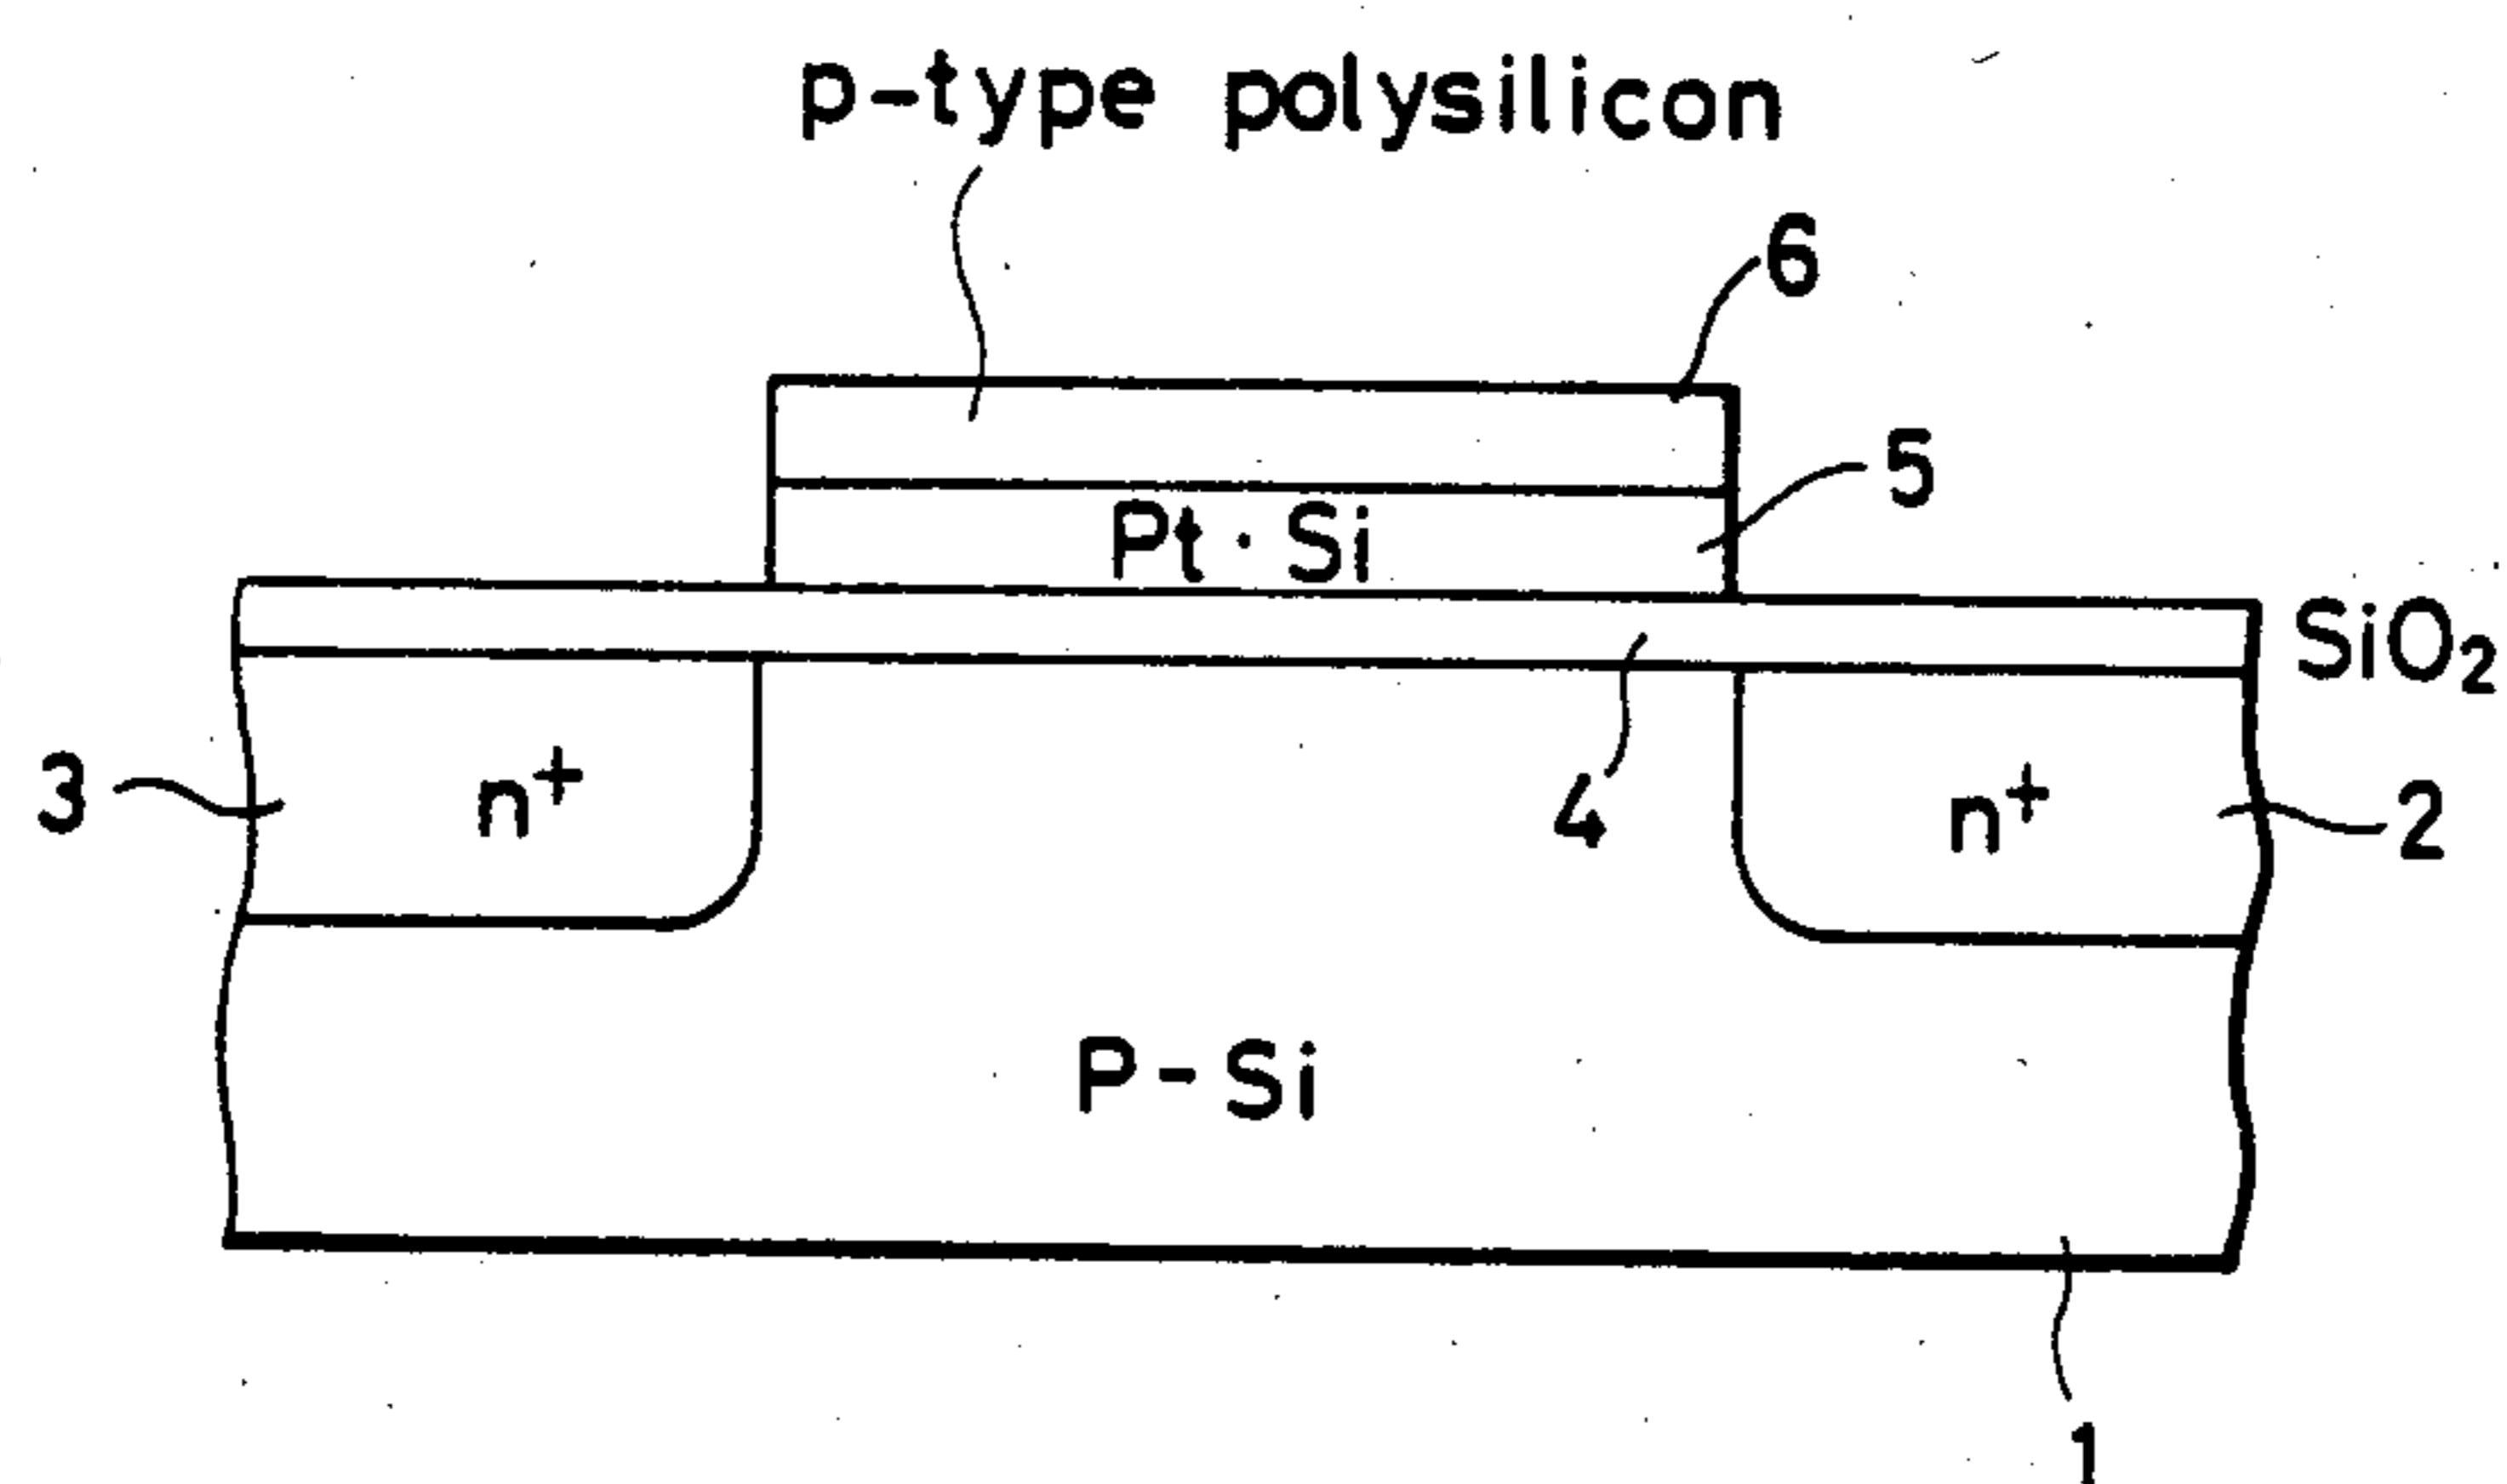 p-type polysilicon
6
5
Pt·Si
SiO₂
3
n⁺
4
n⁺
2
P-Si
1